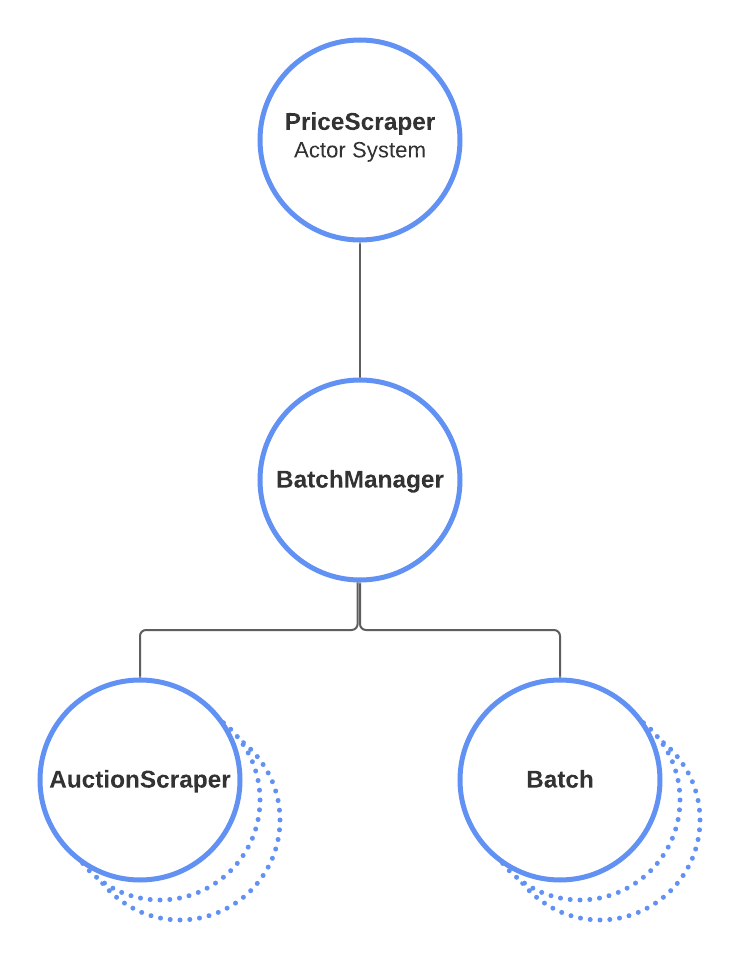 PriceScraper
Actor System
BatchManager
AuctionScraper
Batch